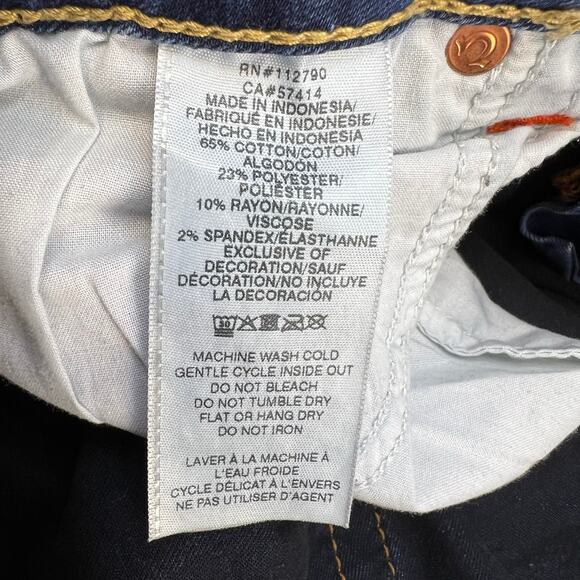 RN#112790
CA#57414
MADE IN INDONESIA/
FABRIQUÉ EN INDONESIE/
HECHO EN INDONESIA
65% COTTON/COTON/
ALGODÓN
23% POLYESTER/
POLIÉSTER
10% RAYON/RAYONNE/
VISCOSE
2% SPANDEX/ÉLASTHANNE
EXCLUSIVE OF
DECORATION/SAUF
DÉCORATION/NO INCLUYE
LA DECORACIÓN
30
MACHINE WASH COLD
GENTLE CYCLE INSIDE OUT
DO NOT BLEACH
DO NOT TUMBLE DRY
FLAT OR HANG DRY
DO NOT IRON
LAVER À LA MACHINE À
L'EAU FROIDE
CYCLE DÉLICAT À L'ENVERS
NE PAS UTILISER D'AGENT